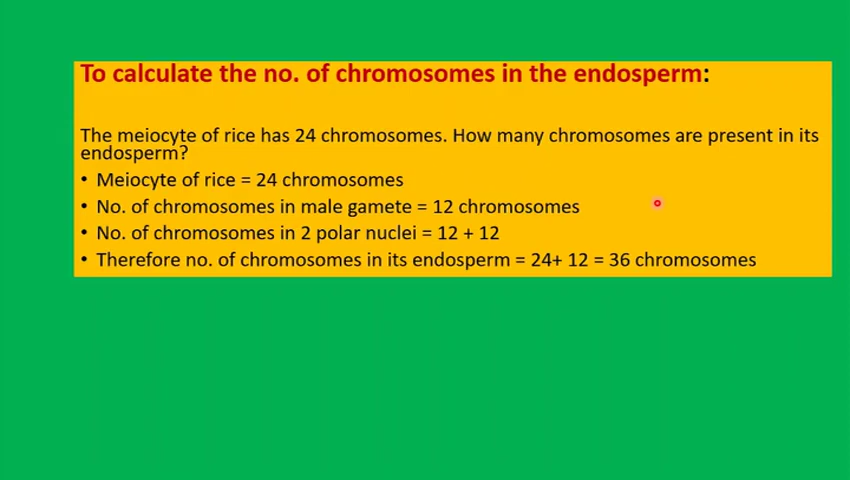 To calculate the no. of chromosomes in the endosperm:
The meiocyte of rice has 24 chromosomes. How many chromosomes are present in its
endosperm?
• Meiocyte of rice = 24 chromosomes
• No. of chromosomes in male gamete = 12 chromosomes
• No. of chromosomes in 2 polar nuclei = 12 + 12
• Therefore no. of chromosomes in its endosperm = 24+ 12 = 36 chromosomes